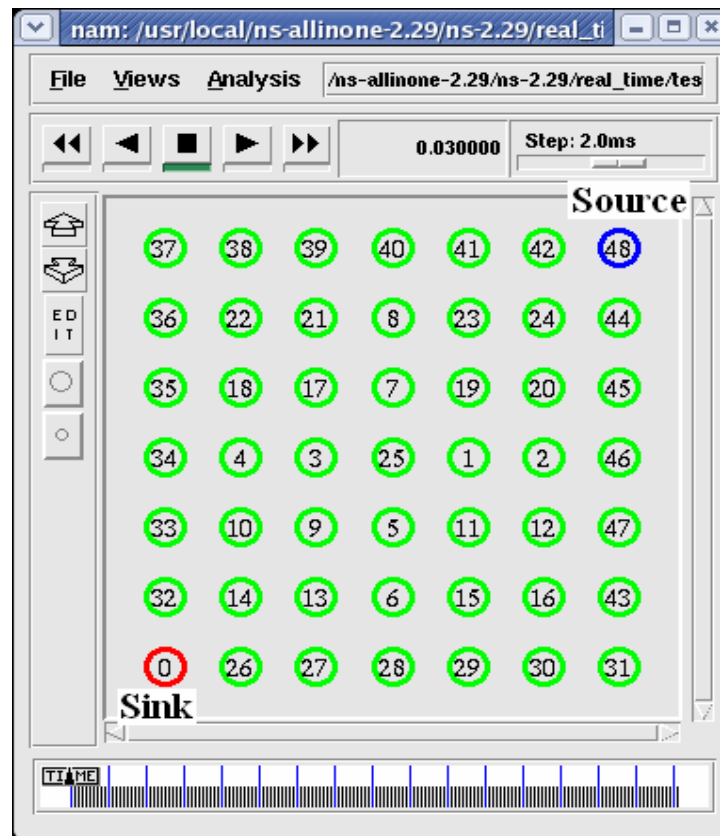 nam: /usr/local/ns-allinone-2.29/ns-2.29/real_ti
File Views Analysis /ns-allinone-2.29/ns-2.29/real_time/tes
0.030000 Step: 2.0ms
Source
37 38 39 40 41 42 48
E D
I T
36 22 21 8 23 24 44
35 18 17 7 19 20 45
34 4 3 25 1 2 46
33 10 9 5 11 12 47
32 14 13 6 15 16 43
0 26 27 28 29 30 31
Sink
TIME